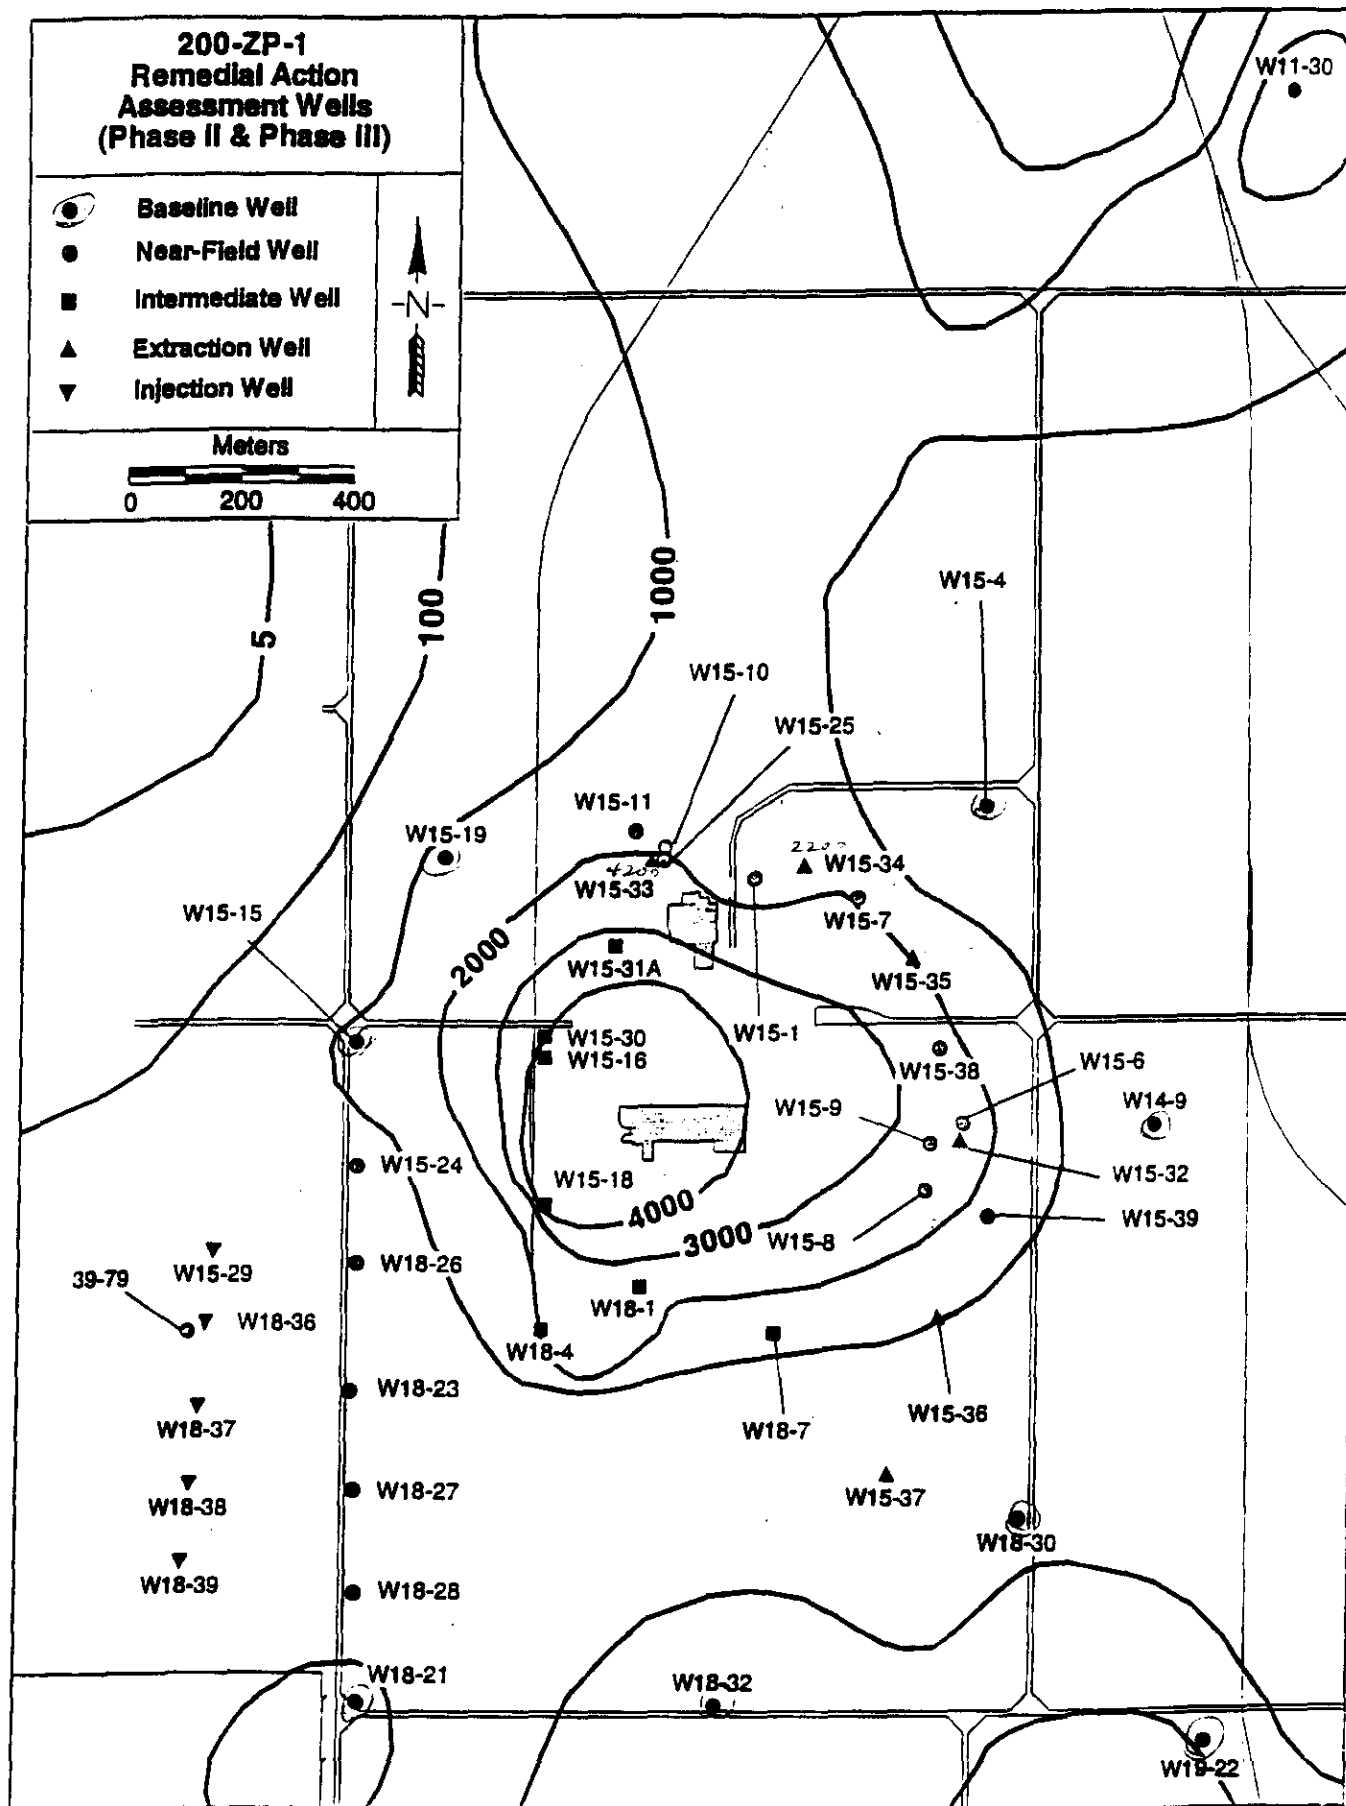 200-ZP-1
Remedial Action
Assessment Wells
(Phase II & Phase III)
Baseline Well
Near-Field Well
Intermediate Well
Extraction Well
Injection Well
N
Meters
0 200 400
W11-30
5
100
1000
W15-4
W15-10
W15-25
W15-11
W15-19
2200
W15-34
4200
W15-33
W15-15
W15-7
2000
W15-31A
W15-35
W15-30
W15-1
W15-16
W15-38
W15-6
W15-9
W14-9
W15-24
W15-18
W15-32
4000
W15-39
3000
W15-8
W18-26
W15-29
39-79
W18-36
W18-1
W18-4
W18-23
W15-36
W18-37
W18-7
W18-27
W15-37
W18-38
W18-30
W18-39
W18-28
W18-21
W18-32
W19-22